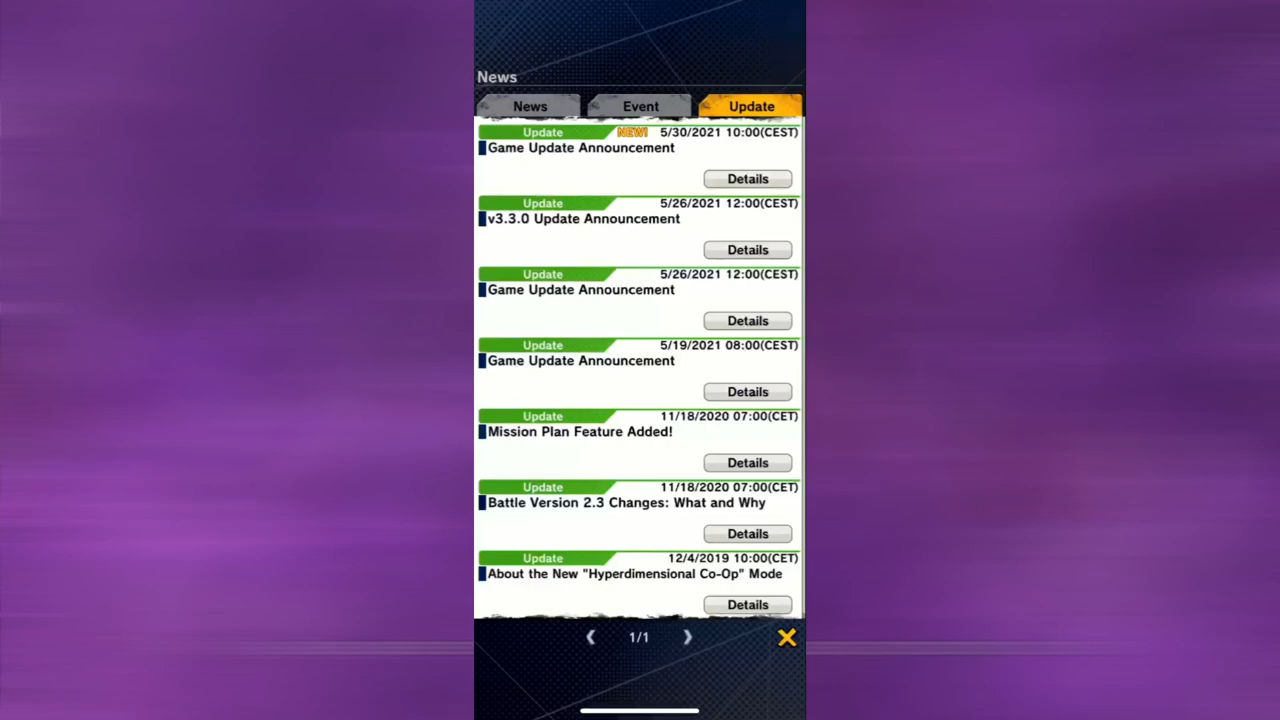 News
News Event Update
Update NEW! 5/30/2021 10:00(CEST)
Game Update Announcement
Details
Update 5/26/2021 12:00(CEST)
v3.3.0 Update Announcement
Details
Update 5/26/2021 12:00(CEST)
Game Update Announcement
Details
Update 5/19/2021 08:00(CEST)
Game Update Announcement
Details
Update 11/18/2020 07:00(CET)
Mission Plan Feature Added!
Details
Update 11/18/2020 07:00(CET)
Battle Version 2.3 Changes: What and Why
Details
Update 12/4/2019 10:00(CET)
About the New "Hyperdimensional Co-Op" Mode
Details
1/1